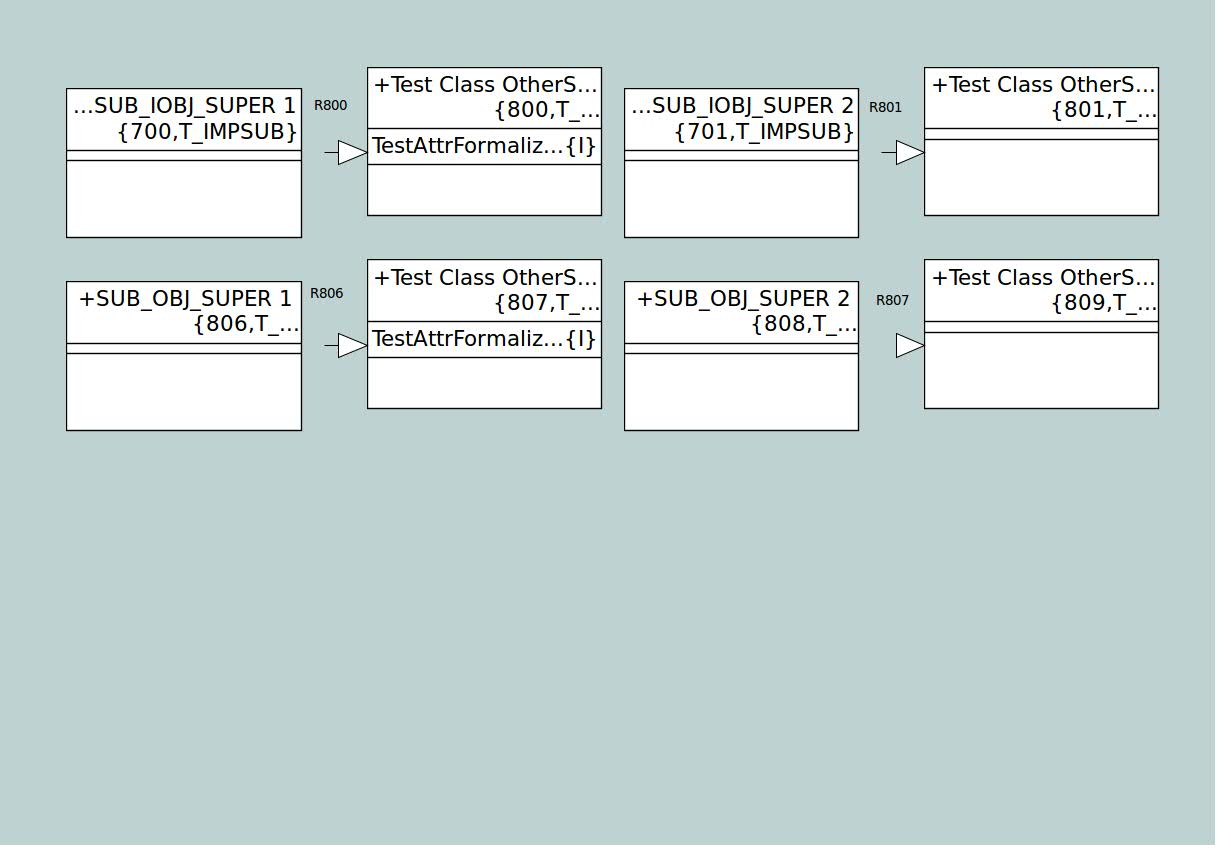 ...SUB_IOBJ_SUPER 1
{700,T_IMPSUB}
R800
+Test Class OtherS...
{800,T_...
TestAttrFormaliz...{I}
...SUB_IOBJ_SUPER 2
{701,T_IMPSUB}
R801
+Test Class OtherS...
{801,T_...
+SUB_OBJ_SUPER 1
{806,T_...
R806
+Test Class OtherS...
{807,T_...
TestAttrFormaliz...{I}
+SUB_OBJ_SUPER 2
{808,T_...
R807
+Test Class OtherS...
{809,T_...